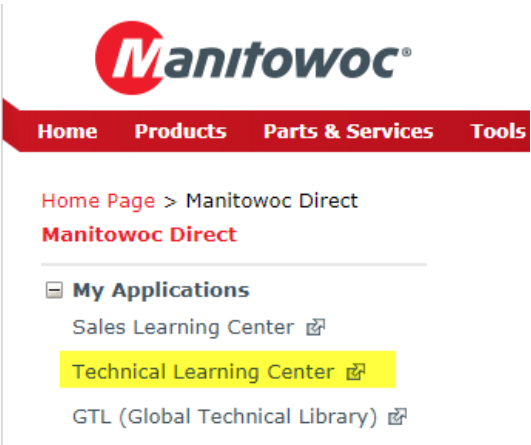 Manitowoc®
Home Products Parts & Services Tools
Home Page > Manitowoc Direct
Manitowoc Direct
My Applications
Sales Learning Center
Technical Learning Center
GTL (Global Technical Library)